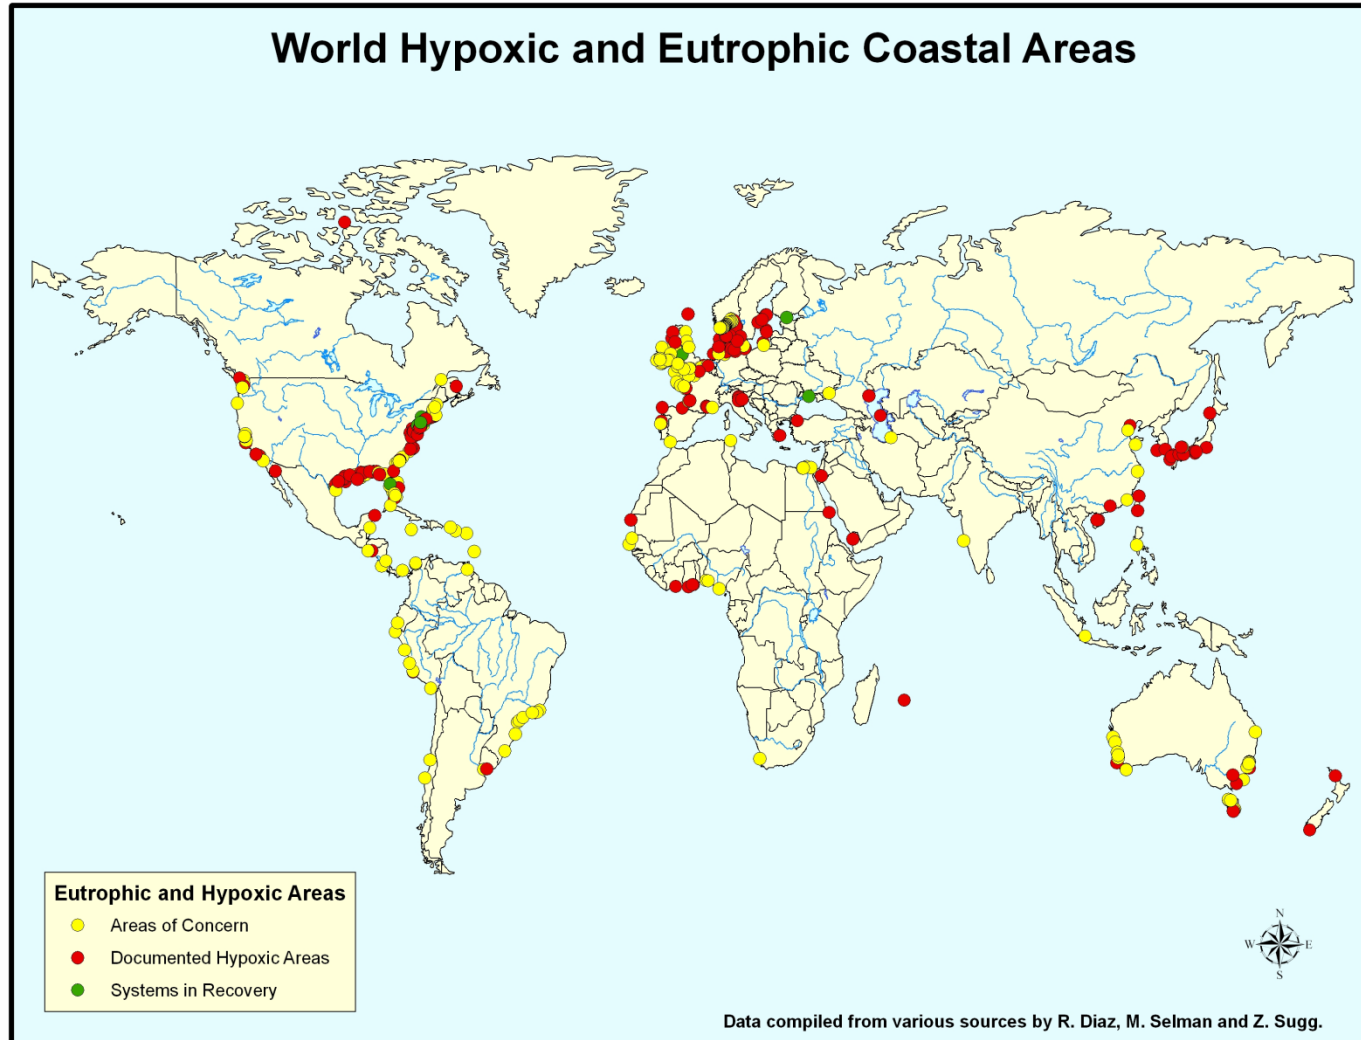 World Hypoxic and Eutrophic Coastal Areas
Eutrophic and Hypoxic Areas
Areas of Concern
Documented Hypoxic Areas
Systems in Recovery
N
W E
S
Data compiled from various sources by R. Diaz, M. Selman and Z. Sugg.